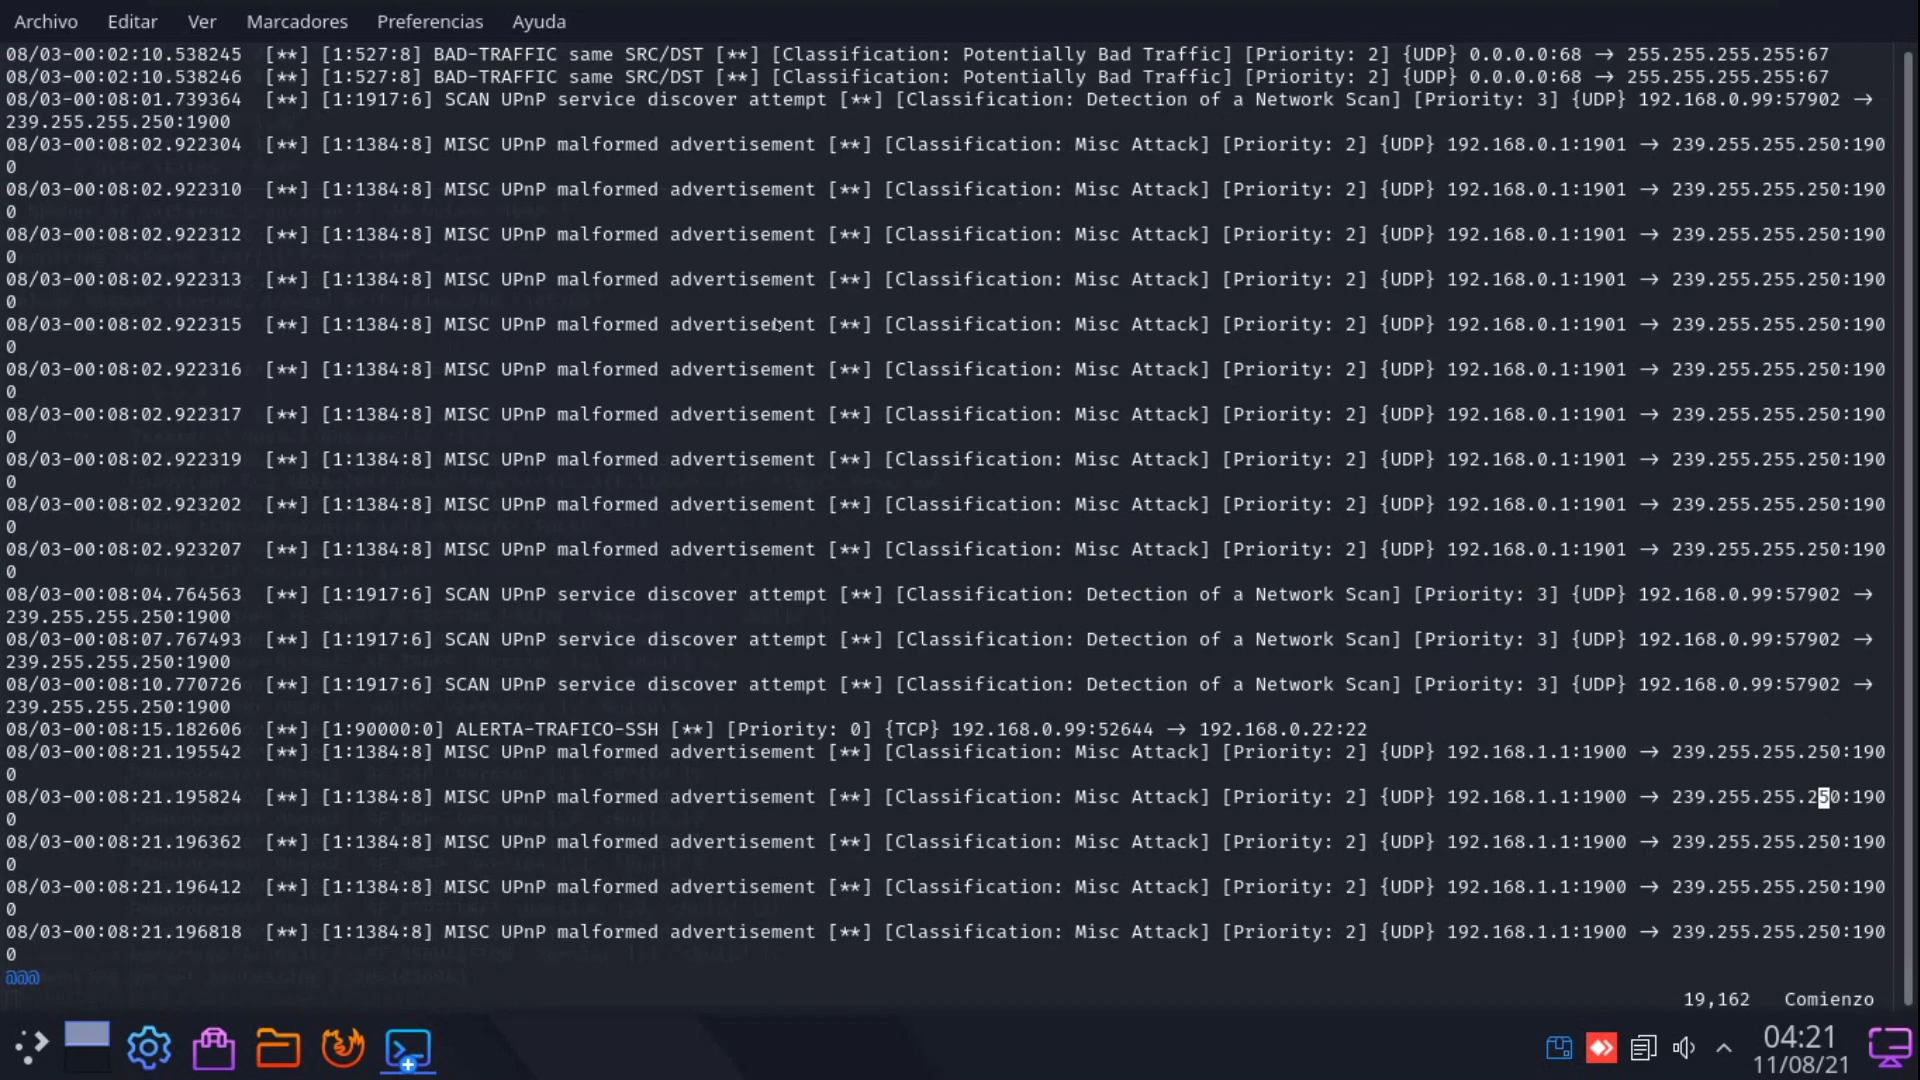 Archivo Editar Ver Marcadores Preferencias Ayuda
08/03-00:02:10.538245  [**] [1:527:8] BAD-TRAFFIC same SRC/DST [**] [Classification: Potentially Bad Traffic] [Priority: 2] {UDP} 0.0.0.0:68 → 255.255.255.255:67
08/03-00:02:10.538246  [**] [1:527:8] BAD-TRAFFIC same SRC/DST [**] [Classification: Potentially Bad Traffic] [Priority: 2] {UDP} 0.0.0.0:68 → 255.255.255.255:67
08/03-00:08:01.739364  [**] [1:1917:6] SCAN UPnP service discover attempt [**] [Classification: Detection of a Network Scan] [Priority: 3] {UDP} 192.168.0.99:57902 →
239.255.255.250:1900
08/03-00:08:02.922304  [**] [1:1384:8] MISC UPnP malformed advertisement [**] [Classification: Misc Attack] [Priority: 2] {UDP} 192.168.0.1:1901 → 239.255.255.250:190
0
08/03-00:08:02.922310  [**] [1:1384:8] MISC UPnP malformed advertisement [**] [Classification: Misc Attack] [Priority: 2] {UDP} 192.168.0.1:1901 → 239.255.255.250:190
0
08/03-00:08:02.922312  [**] [1:1384:8] MISC UPnP malformed advertisement [**] [Classification: Misc Attack] [Priority: 2] {UDP} 192.168.0.1:1901 → 239.255.255.250:190
0
08/03-00:08:02.922313  [**] [1:1384:8] MISC UPnP malformed advertisement [**] [Classification: Misc Attack] [Priority: 2] {UDP} 192.168.0.1:1901 → 239.255.255.250:190
0
08/03-00:08:02.922315  [**] [1:1384:8] MISC UPnP malformed advertisement [**] [Classification: Misc Attack] [Priority: 2] {UDP} 192.168.0.1:1901 → 239.255.255.250:190
0
08/03-00:08:02.922316  [**] [1:1384:8] MISC UPnP malformed advertisement [**] [Classification: Misc Attack] [Priority: 2] {UDP} 192.168.0.1:1901 → 239.255.255.250:190
0
08/03-00:08:02.922317  [**] [1:1384:8] MISC UPnP malformed advertisement [**] [Classification: Misc Attack] [Priority: 2] {UDP} 192.168.0.1:1901 → 239.255.255.250:190
0
08/03-00:08:02.922319  [**] [1:1384:8] MISC UPnP malformed advertisement [**] [Classification: Misc Attack] [Priority: 2] {UDP} 192.168.0.1:1901 → 239.255.255.250:190
0
08/03-00:08:02.923202  [**] [1:1384:8] MISC UPnP malformed advertisement [**] [Classification: Misc Attack] [Priority: 2] {UDP} 192.168.0.1:1901 → 239.255.255.250:190
0
08/03-00:08:02.923207  [**] [1:1384:8] MISC UPnP malformed advertisement [**] [Classification: Misc Attack] [Priority: 2] {UDP} 192.168.0.1:1901 → 239.255.255.250:190
0
08/03-00:08:04.764563  [**] [1:1917:6] SCAN UPnP service discover attempt [**] [Classification: Detection of a Network Scan] [Priority: 3] {UDP} 192.168.0.99:57902 →
239.255.255.250:1900
08/03-00:08:07.767493  [**] [1:1917:6] SCAN UPnP service discover attempt [**] [Classification: Detection of a Network Scan] [Priority: 3] {UDP} 192.168.0.99:57902 →
239.255.255.250:1900
08/03-00:08:10.770726  [**] [1:1917:6] SCAN UPnP service discover attempt [**] [Classification: Detection of a Network Scan] [Priority: 3] {UDP} 192.168.0.99:57902 →
239.255.255.250:1900
08/03-00:08:15.182606  [**] [1:90000:0] ALERTA-TRAFICO-SSH [**] [Priority: 0] {TCP} 192.168.0.99:52644 → 192.168.0.22:22
08/03-00:08:21.195542  [**] [1:1384:8] MISC UPnP malformed advertisement [**] [Classification: Misc Attack] [Priority: 2] {UDP} 192.168.1.1:1900 → 239.255.255.250:190
0
08/03-00:08:21.195824  [**] [1:1384:8] MISC UPnP malformed advertisement [**] [Classification: Misc Attack] [Priority: 2] {UDP} 192.168.1.1:1900 → 239.255.255.250:190
0
08/03-00:08:21.196362  [**] [1:1384:8] MISC UPnP malformed advertisement [**] [Classification: Misc Attack] [Priority: 2] {UDP} 192.168.1.1:1900 → 239.255.255.250:190
0
08/03-00:08:21.196412  [**] [1:1384:8] MISC UPnP malformed advertisement [**] [Classification: Misc Attack] [Priority: 2] {UDP} 192.168.1.1:1900 → 239.255.255.250:190
0
08/03-00:08:21.196818  [**] [1:1384:8] MISC UPnP malformed advertisement [**] [Classification: Misc Attack] [Priority: 2] {UDP} 192.168.1.1:1900 → 239.255.255.250:190
0
@@@
19,162 Comienzo
04:21
11/08/21